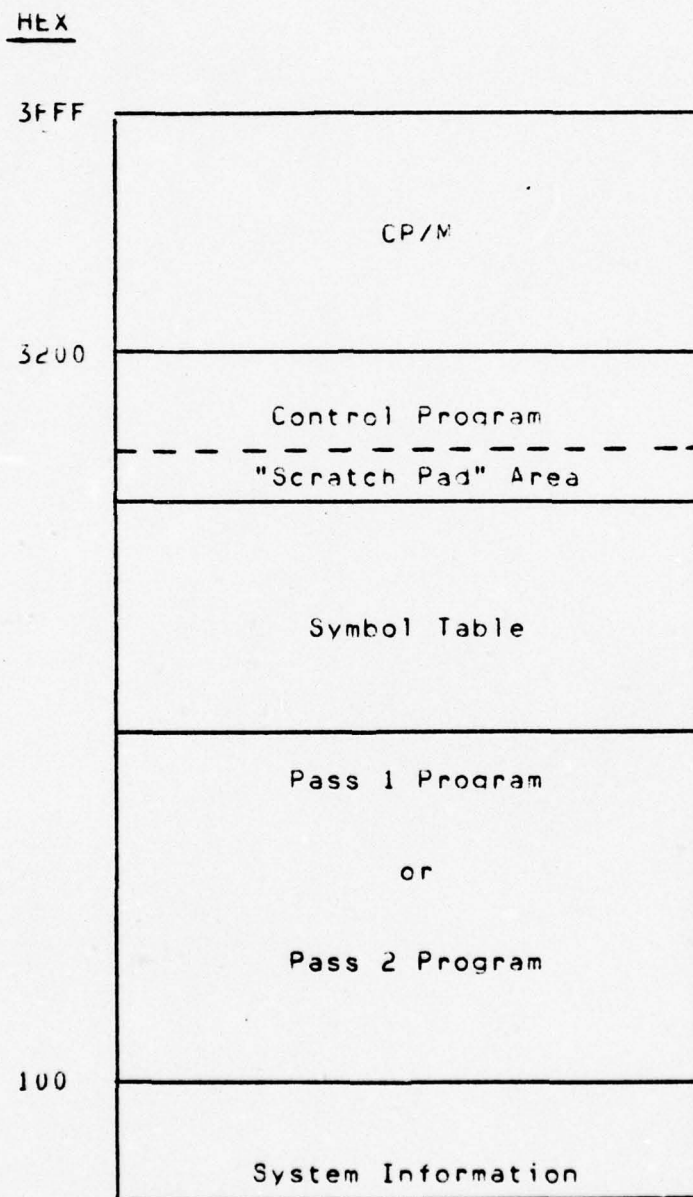 HEX
3FFF
CP/M
3200
Control Program
"Scratch Pad" Area
Symbol Table
Pass 1 Program
or
Pass 2 Program
100
System Information